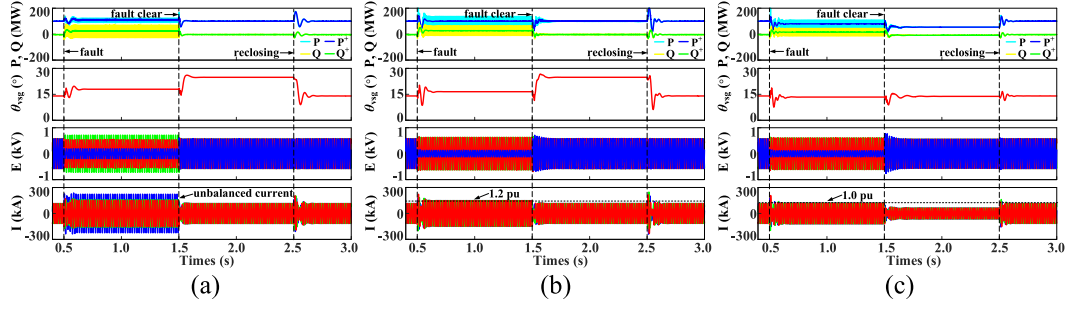 P, Q (MW)
200
0
-200
fault clear
fault
reclosing
P P⁺
Q Q⁺
θvsg (°)
30
15
0
E (kV)
1
0
-1
I (kA)
300
0
-300
unbalanced current
0.5 1.0 1.5 2.0 2.5 3.0
Times (s)
(a)
P, Q (MW)
200
0
-200
fault clear
fault
reclosing
P P⁺
Q Q⁺
θvsg (°)
30
15
0
E (kV)
1
0
-1
I (kA)
300
0
-300
1.2 pu
0.5 1.0 1.5 2.0 2.5 3.0
Times (s)
(b)
P, Q (MW)
200
0
-200
fault clear
fault
reclosing
P P⁺
Q Q⁺
θvsg (°)
30
15
0
E (kV)
1
0
-1
I (kA)
300
0
-300
1.0 pu
0.5 1.0 1.5 2.0 2.5 3.0
Times (s)
(c)